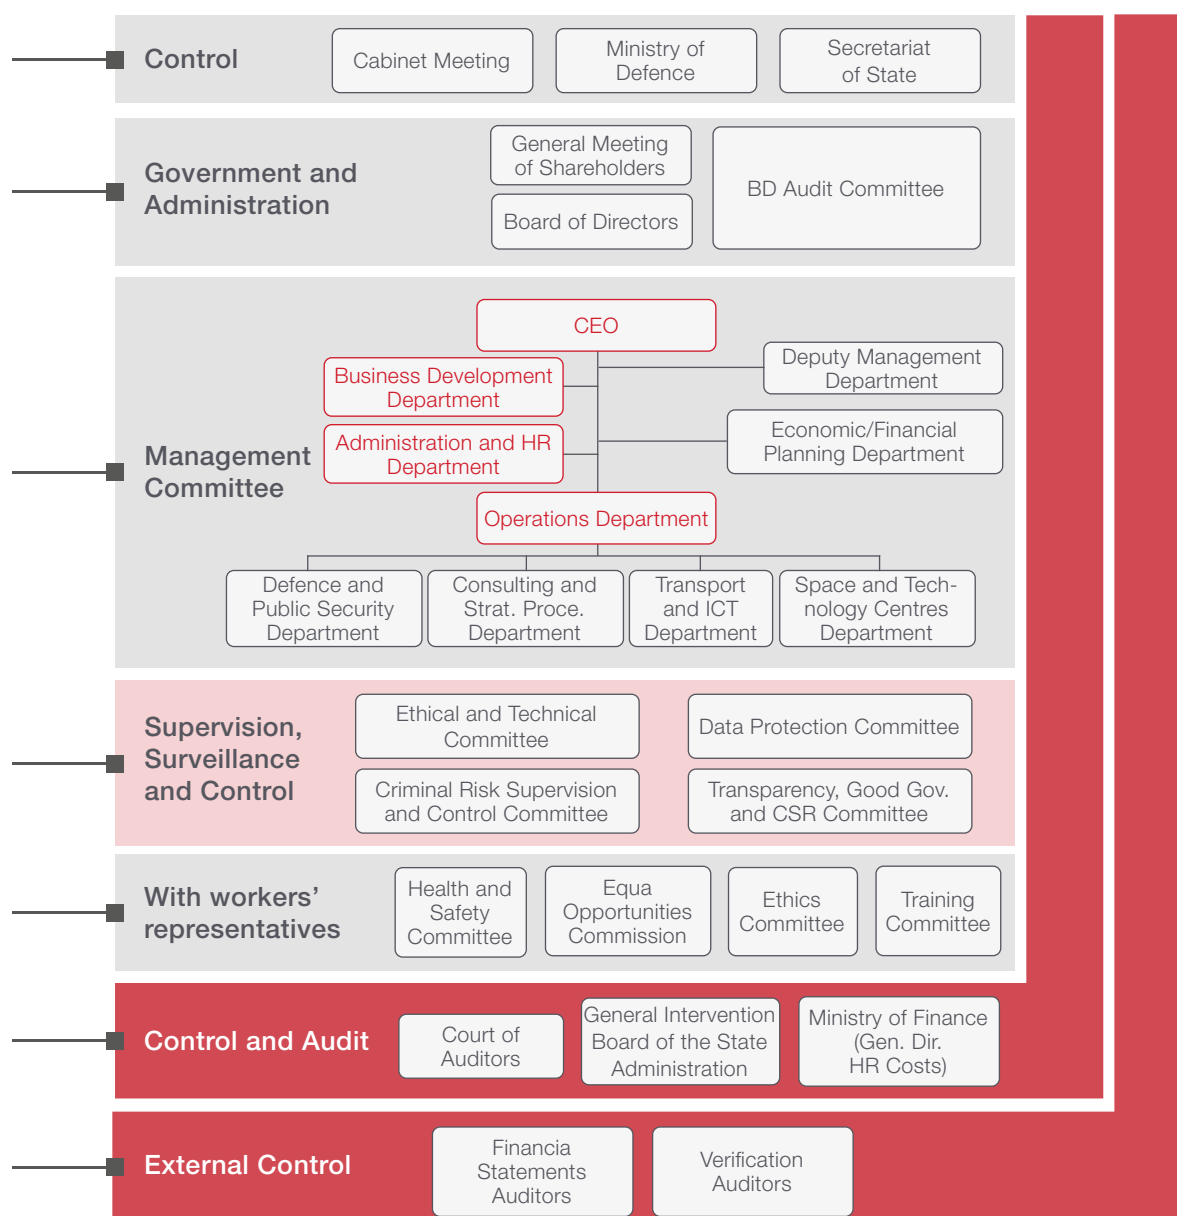 Control
Cabinet Meeting
Ministry of
Defence
Secretariat
of State
Government and
Administration
General Meeting
of Shareholders
Board of Directors
BD Audit Committee
Management
Committee
CEO
Business Development
Department
Deputy Management
Department
Administration and HR
Department
Economic/Financial
Planning Department
Operations Department
Defence and
Public Security
Department
Consulting and
Strat. Proce.
Department
Transport
and ICT
Department
Space and Tech-
nology Centres
Department
Supervision,
Surveillance
and Control
Ethical and Technical
Committee
Data Protection Committee
Criminal Risk Supervision
and Control Committee
Transparency, Good Gov.
and CSR Committee
With workers’
representatives
Health and
Safety
Committee
Equa
Opportunities
Commission
Ethics
Committee
Training
Committee
Control and Audit
Court of
Auditors
General Intervention
Board of the State
Administration
Ministry of Finance
(Gen. Dir.
HR Costs)
External Control
Financia
Statements
Auditors
Verification
Auditors